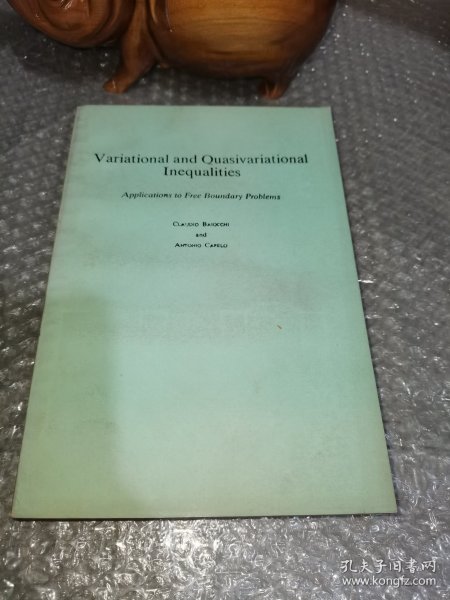 Variational and Quasivariational
Inequalities
Applications to Free Boundary Problems
CLAUDIO BAIOCCHI
and
ANTONIO CAPELO
孔夫子旧书网
www.kongfz.com